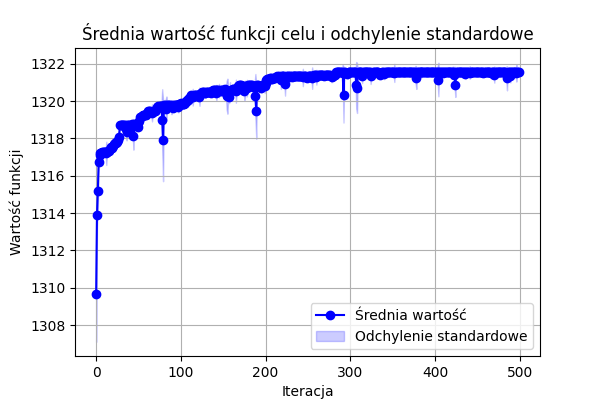 Średnia wartość funkcji celu i odchylenie standardowe
Wartość funkcji
1322
1320
1318
1316
1314
1312
1310
1308
0 100 200 300 400 500
Iteracja
Średnia wartość
Odchylenie standardowe